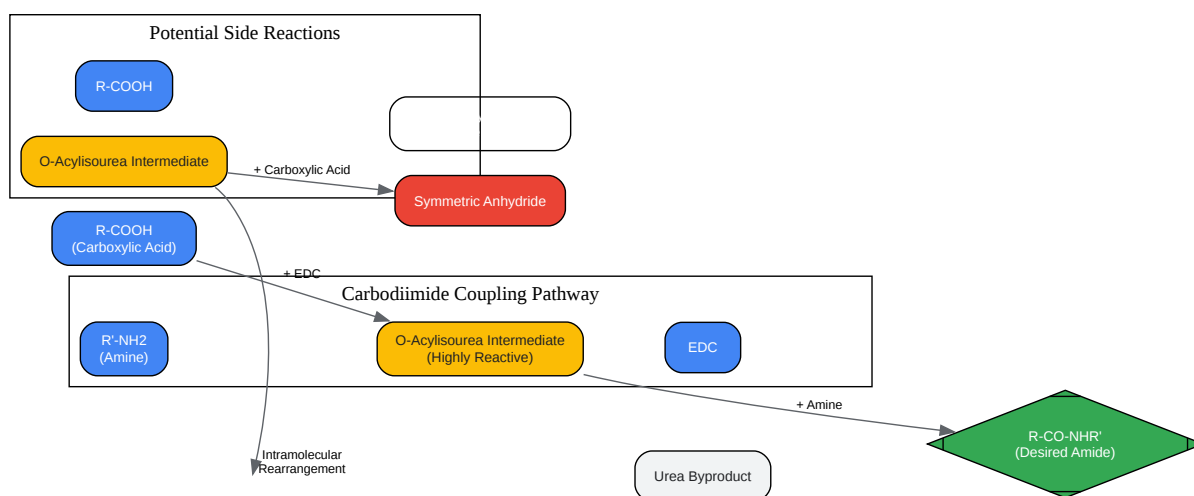 Potential Side Reactions
R-COOH
O-Acylisourea Intermediate
+ Carboxylic Acid
Symmetric Anhydride
R-COOH
(Carboxylic Acid)
+ EDC
Carbodiimide Coupling Pathway
R'-NH2
(Amine)
O-Acylisourea Intermediate
(Highly Reactive)
EDC
+ Amine
R-CO-NHR'
(Desired Amide)
Intramolecular
Rearrangement
Urea Byproduct